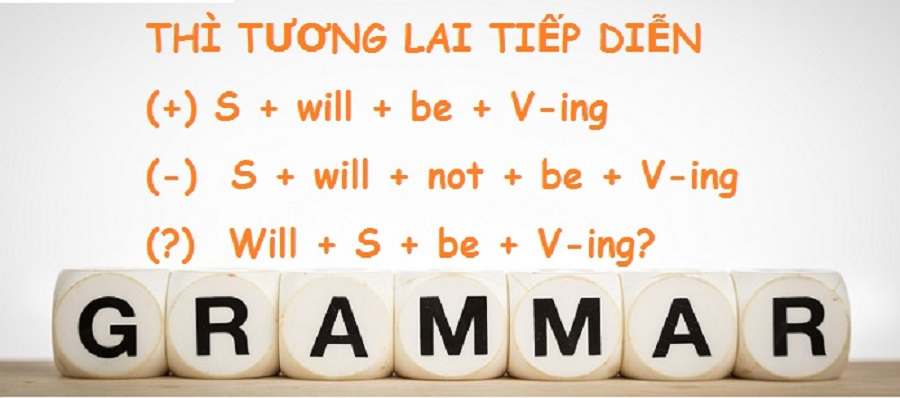 THÌ TƯƠNG LAI TIẾP DIỄN
(+) S + will + be + V-ing
(-) S + will + not + be + V-ing
(?) Will + S + be + V-ing?
GRAMMAR